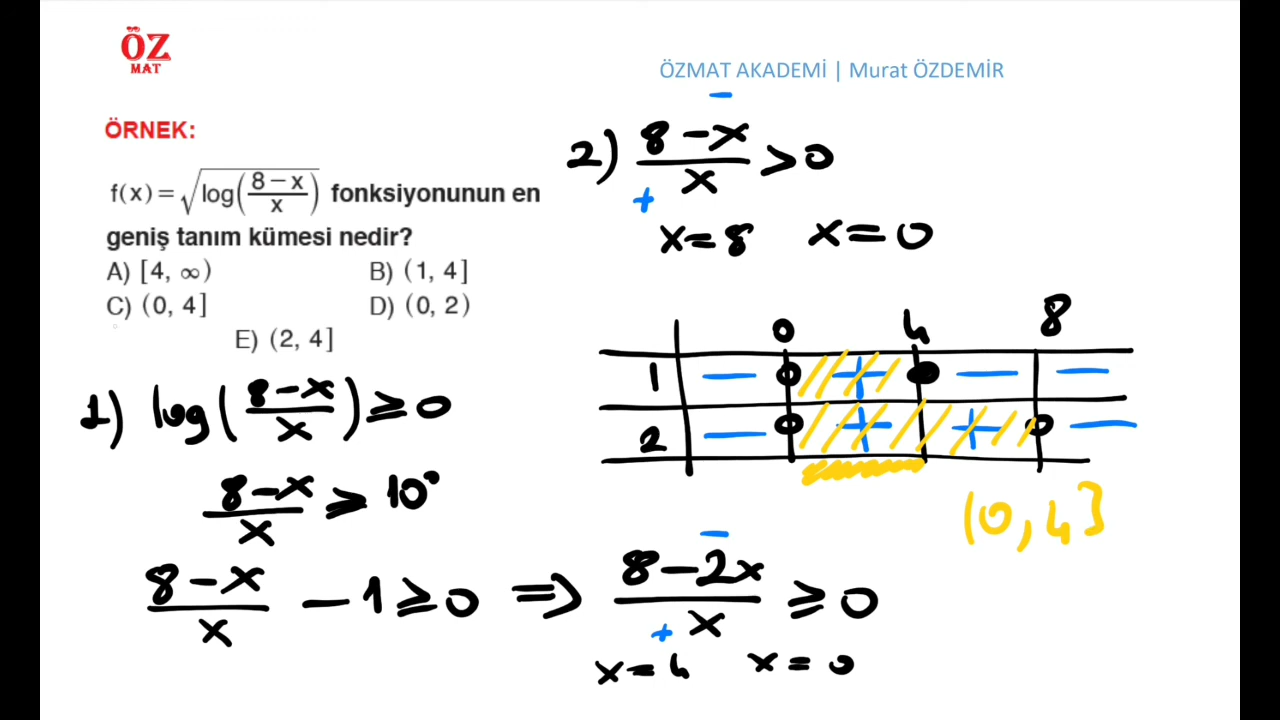 ÖZ
MAT
ÖZMAT AKADEMİ | Murat ÖZDEMİR
ÖRNEK:
f(x) = √log((8 − x)/x) fonksiyonunun en
geniş tanım kümesi nedir?
A) [4, ∞)
B) (1, 4]
C) (0, 4]
D) (0, 2)
E) (2, 4]
1) log((8 − x)/x) ≥ 0
(8 − x)/x ≥ 10⁰
(8 − x)/x − 1 ≥ 0 ⇒ (8 − 2x)/x ≥ 0
− +
x = 4 x = 0
2) (8 − x)/x > 0
− +
x = 8 x = 0
0 4 8
1 − + − −
2 − + + −
(0, 4]